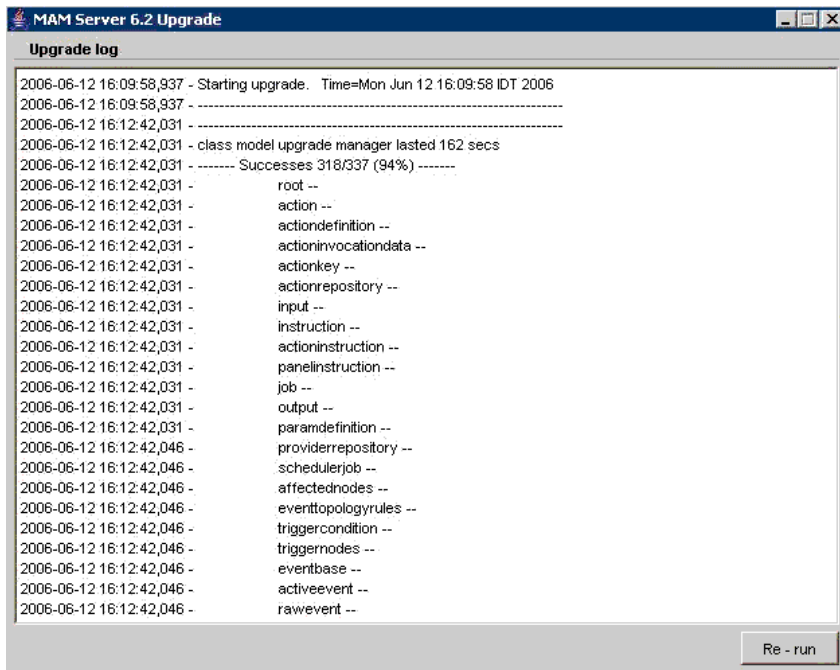 MAM Server 6.2 Upgrade
Upgrade log
2006-06-12 16:09:58,937 - Starting upgrade.   Time=Mon Jun 12 16:09:58 IDT 2006
2006-06-12 16:09:58,937 - --------------------------------------------------------------------
2006-06-12 16:12:42,031 - --------------------------------------------------------------------
2006-06-12 16:12:42,031 - class model upgrade manager lasted 162 secs
2006-06-12 16:12:42,031 - ------- Successes 318/337 (94%) -------
2006-06-12 16:12:42,031 - root --
2006-06-12 16:12:42,031 - action --
2006-06-12 16:12:42,031 - actiondefinition --
2006-06-12 16:12:42,031 - actioninvocationdata --
2006-06-12 16:12:42,031 - actionkey --
2006-06-12 16:12:42,031 - actionrepository --
2006-06-12 16:12:42,031 - input --
2006-06-12 16:12:42,031 - instruction --
2006-06-12 16:12:42,031 - actioninstruction --
2006-06-12 16:12:42,031 - panelinstruction --
2006-06-12 16:12:42,031 - job --
2006-06-12 16:12:42,031 - output --
2006-06-12 16:12:42,031 - paramdefinition --
2006-06-12 16:12:42,046 - providerrepository --
2006-06-12 16:12:42,046 - schedulerjob --
2006-06-12 16:12:42,046 - affectednodes --
2006-06-12 16:12:42,046 - eventtopologyrules --
2006-06-12 16:12:42,046 - triggercondition --
2006-06-12 16:12:42,046 - triggernodes --
2006-06-12 16:12:42,046 - eventbase --
2006-06-12 16:12:42,046 - activeevent --
2006-06-12 16:12:42,046 - rawevent --
Re - run